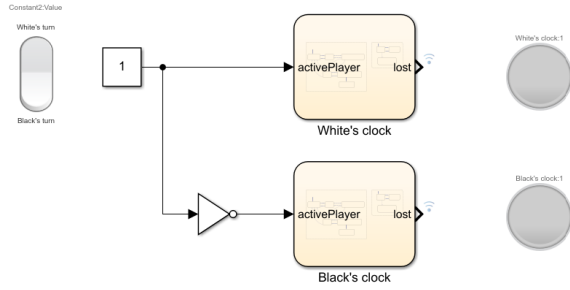 Constant2:Value
White's turn
Black's turn
1
activePlayer
lost
White's clock
activePlayer
lost
Black's clock
White's clock:1
Black's clock:1